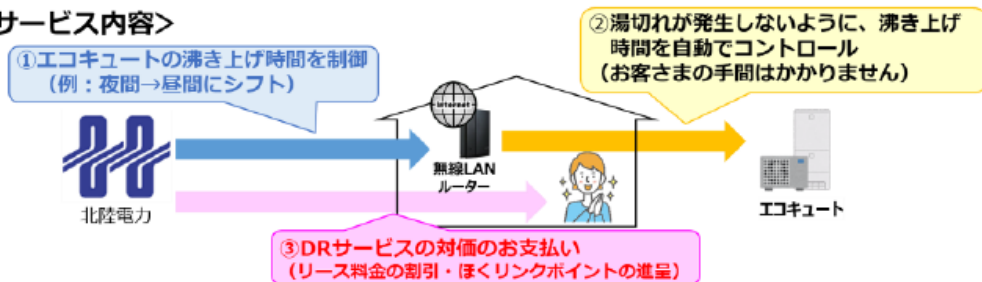 サービス内容>
①エコキュートの沸き上げ時間を制御
(例:夜間→昼間にシフト)
②湯切れが発生しないように、沸き上げ
時間を自動でコントロール
(お客さまの手間はかかりません)
Internet
無線LAN
ルーター
北陸電力
エコキュート
③DRサービスの対価のお支払い
(リース料金の割引・ほくリンクポイントの進呈)